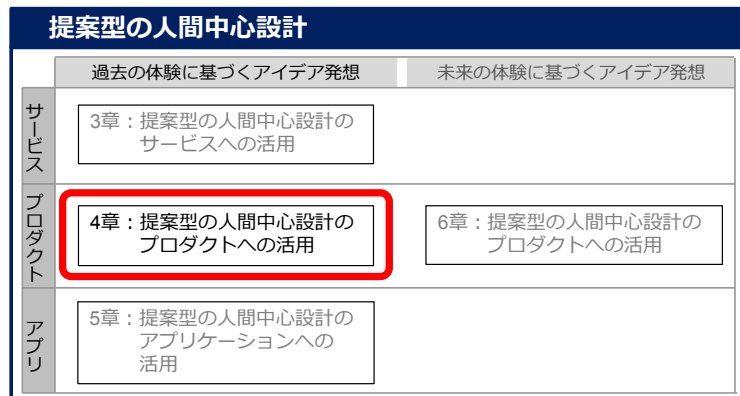 提案型の人間中心設計
過去の体験に基づくアイデア発想
未来の体験に基づくアイデア発想
サービス
3章：提案型の人間中心設計の
サービスへの活用
プロダクト
4章：提案型の人間中心設計の
プロダクトへの活用
6章：提案型の人間中心設計の
プロダクトへの活用
アプリ
5章：提案型の人間中心設計の
アプリケーションへの
活用